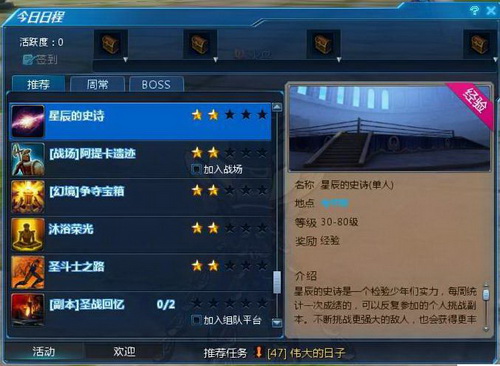 今日日程
活跃度：0
签到
推荐
周常
BOSS
星辰的史诗
[战场]阿提卡遗迹
加入战场
[幻境]争夺宝箱
沐浴荣光
圣斗士之路
[副本]圣战回忆 0/2
加入组队平台
经验
名称 星辰的史诗(单人)
地点
等级 30-80级
奖励 经验
介绍
星辰的史诗是一个检验少年们实力，每周统
计一次成绩的，可以反复参加的个人挑战副
本。不断挑战更强大的敌人，也会获得更丰
活动
欢迎
推荐任务 [47] 伟大的日子